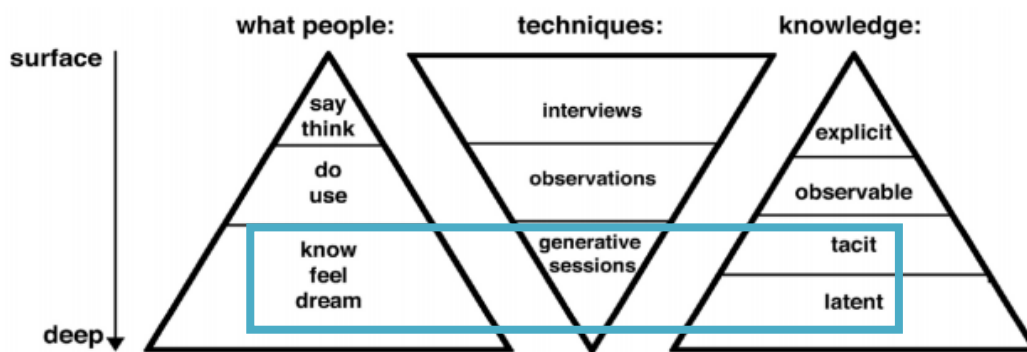 what people:
techniques:
knowledge:
surface
say
think
do
use
know
feel
dream
interviews
observations
generative
sessions
explicit
observable
tacit
latent
deep